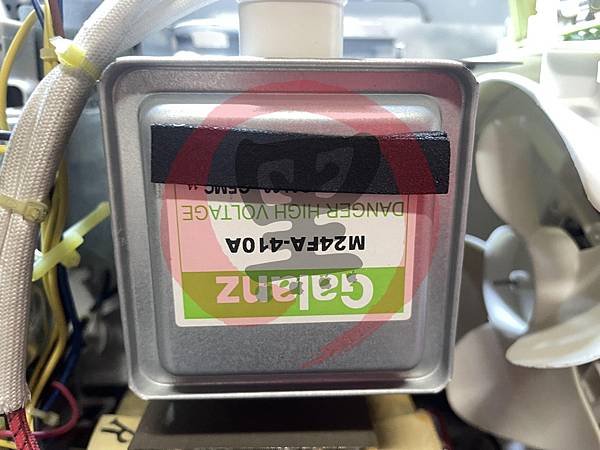 Galanz
M24FA-410A
DANGER HIGH VOLTAGE